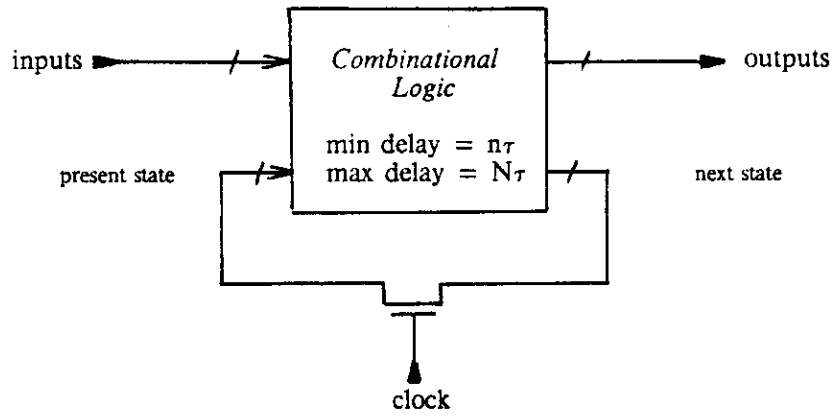 inputs
Combinational
Logic
outputs
min delay = nτ
max delay = Nτ
present state
next state
clock